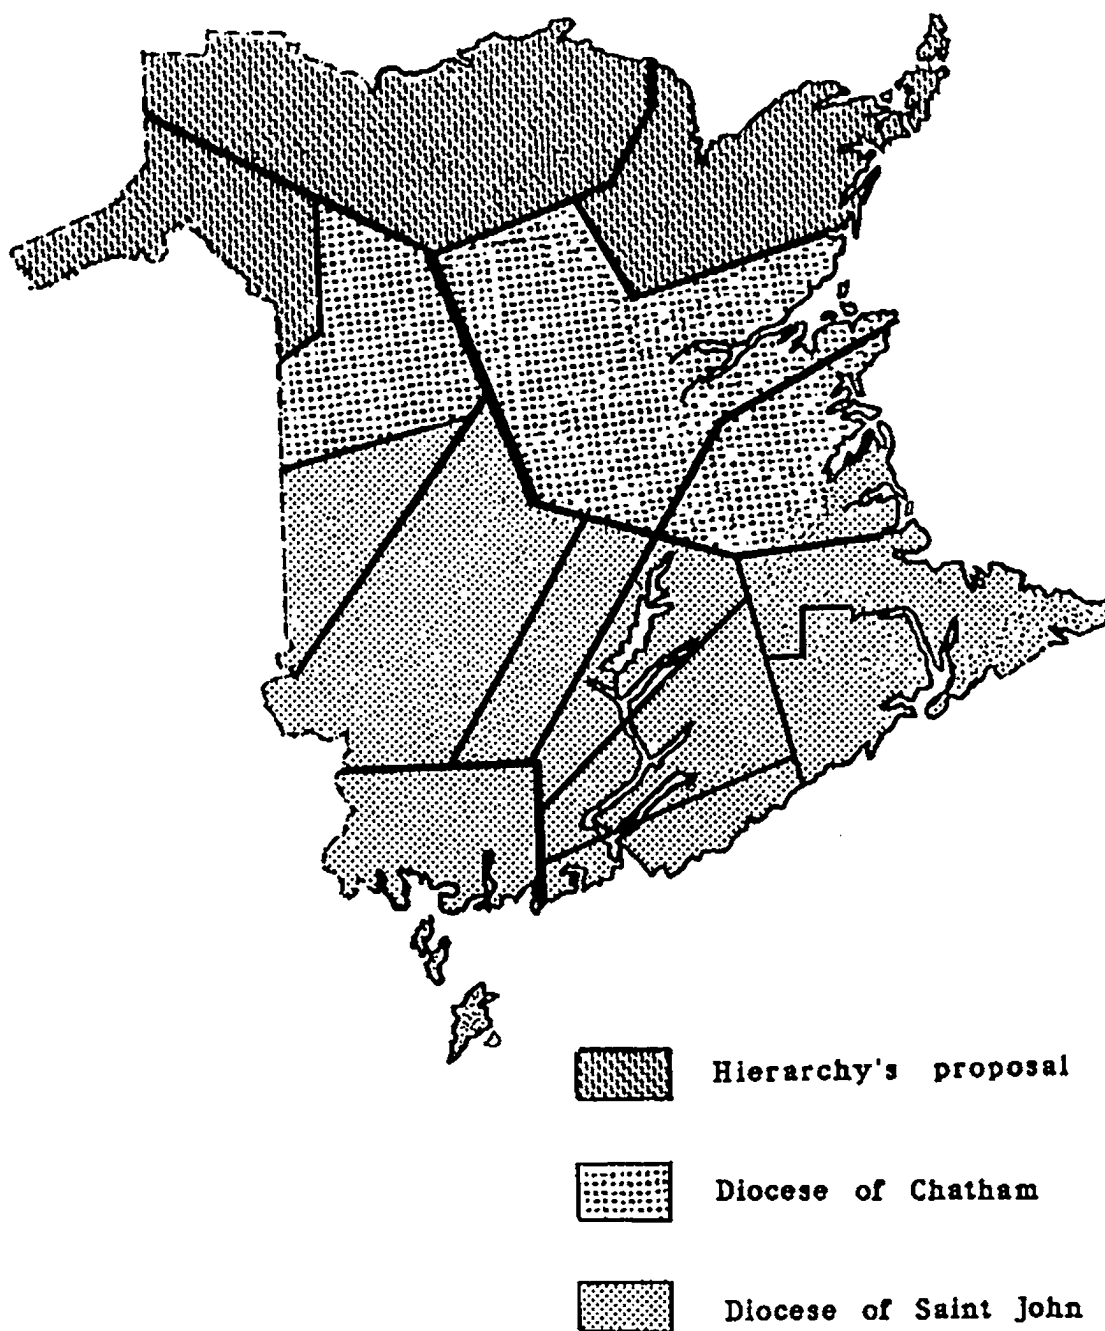 Hierarchy's proposal
Diocese of Chatham
Diocese of Saint John